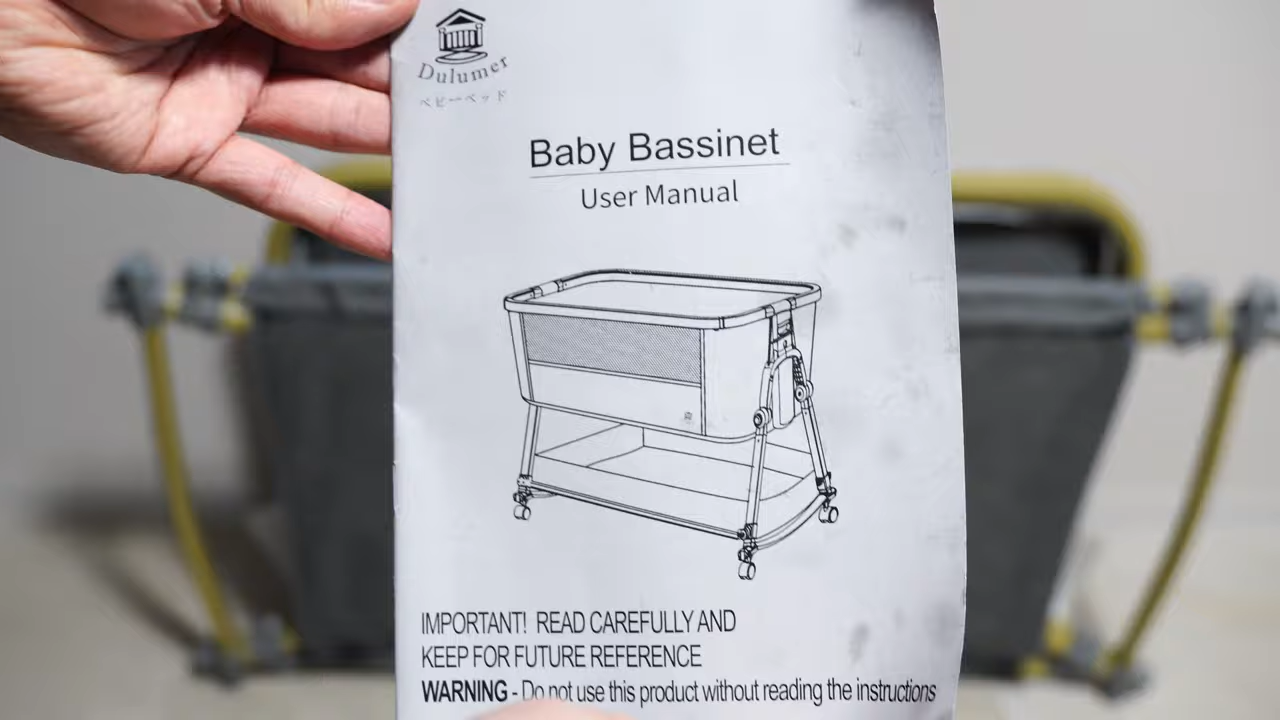 Dulumer
ベビーベッド
Baby Bassinet
User Manual
IMPORTANT! READ CAREFULLY AND
KEEP FOR FUTURE REFERENCE
WARNING - Do not use this product without reading the instructions